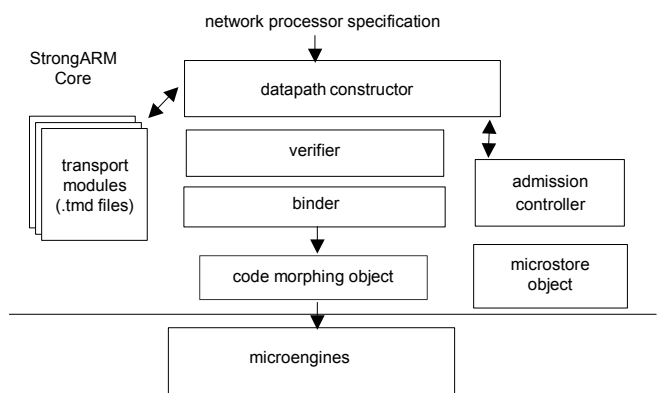 network processor specification
StrongARM
Core
datapath constructor
transport
modules
(.tmd files)
verifier
admission
controller
binder
code morphing object
microstore
object
microengines